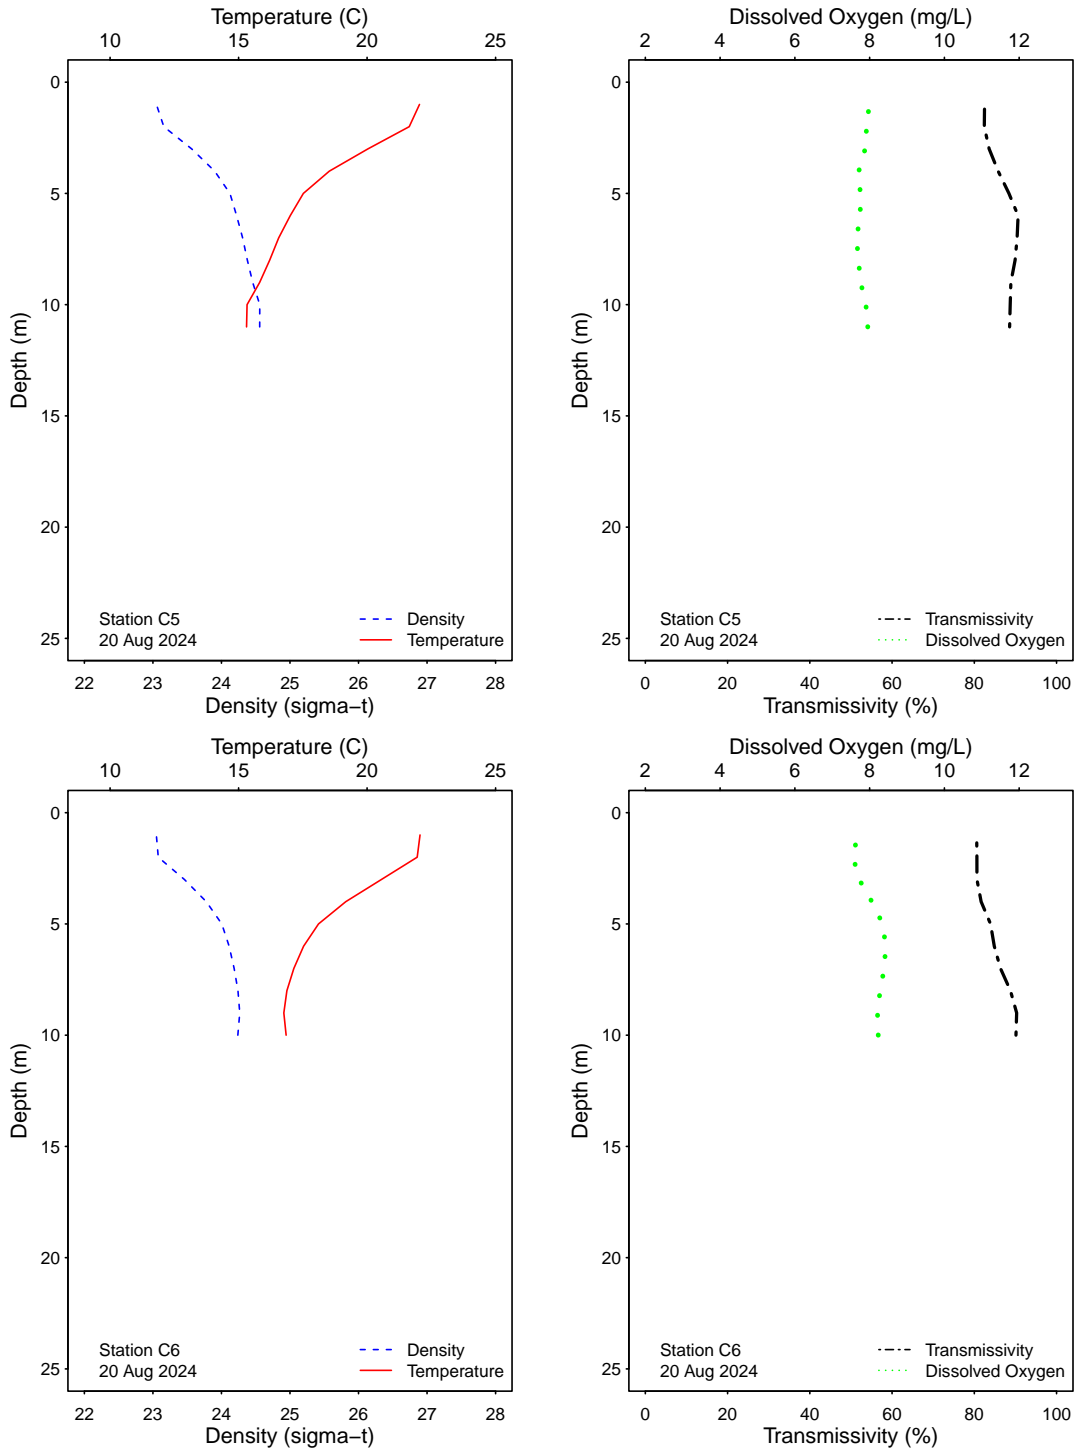 Temperature (C)
10 15 20 25
0
5
10
15
20
25
Depth (m)
Station C5
20 Aug 2024
Density
Temperature
22 23 24 25 26 27 28
Density (sigma−t)
Dissolved Oxygen (mg/L)
2 4 6 8 10 12
0
5
10
15
20
25
Depth (m)
Station C5
20 Aug 2024
Transmissivity
Dissolved Oxygen
0 20 40 60 80 100
Transmissivity (%)
Temperature (C)
10 15 20 25
0
5
10
15
20
25
Depth (m)
Station C6
20 Aug 2024
Density
Temperature
22 23 24 25 26 27 28
Density (sigma−t)
Dissolved Oxygen (mg/L)
2 4 6 8 10 12
0
5
10
15
20
25
Depth (m)
Station C6
20 Aug 2024
Transmissivity
Dissolved Oxygen
0 20 40 60 80 100
Transmissivity (%)